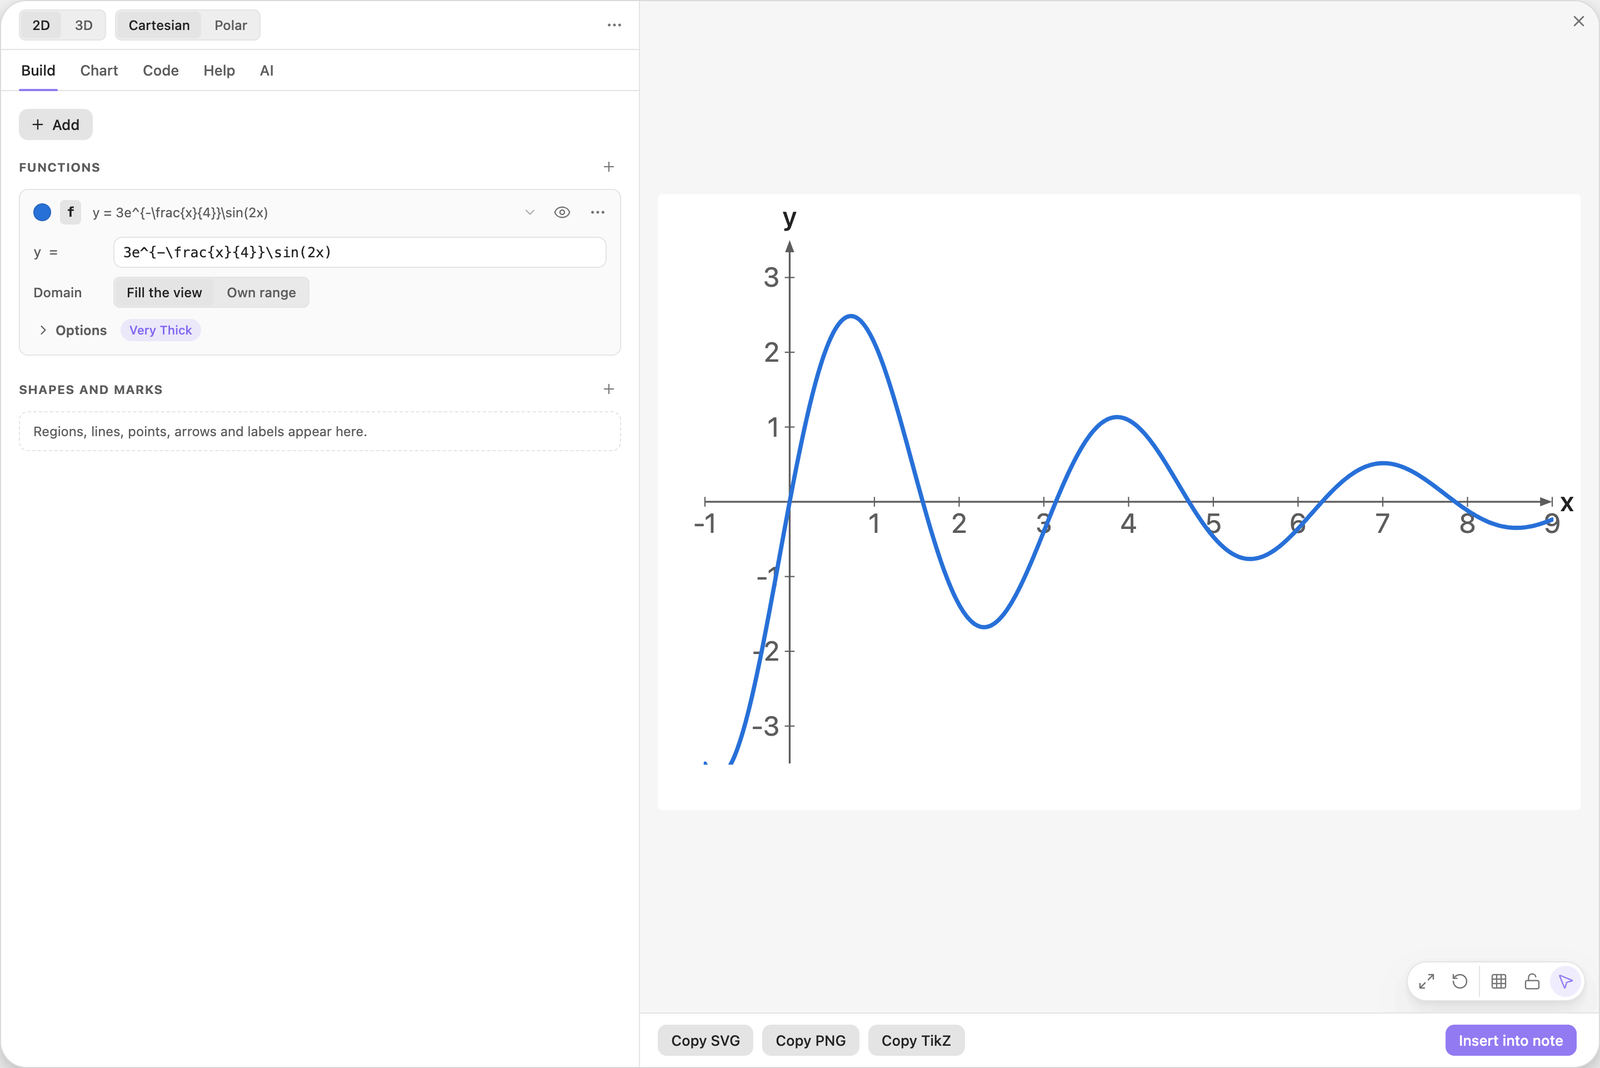 2D 3D Cartesian Polar
Build Chart Code Help AI
+ Add
FUNCTIONS
f y = 3e^{-\frac{x}{4}}\sin(2x)
y = 3e^{-\frac{x}{4}}\sin(2x)
Domain Fill the view Own range
Options Very Thick
SHAPES AND MARKS
Regions, lines, points, arrows and labels appear here.
y
3
2
1
-1 1 2 3 4 5 6 7 8 9 x
-1
-2
-3
Copy SVG Copy PNG Copy TikZ Insert into note